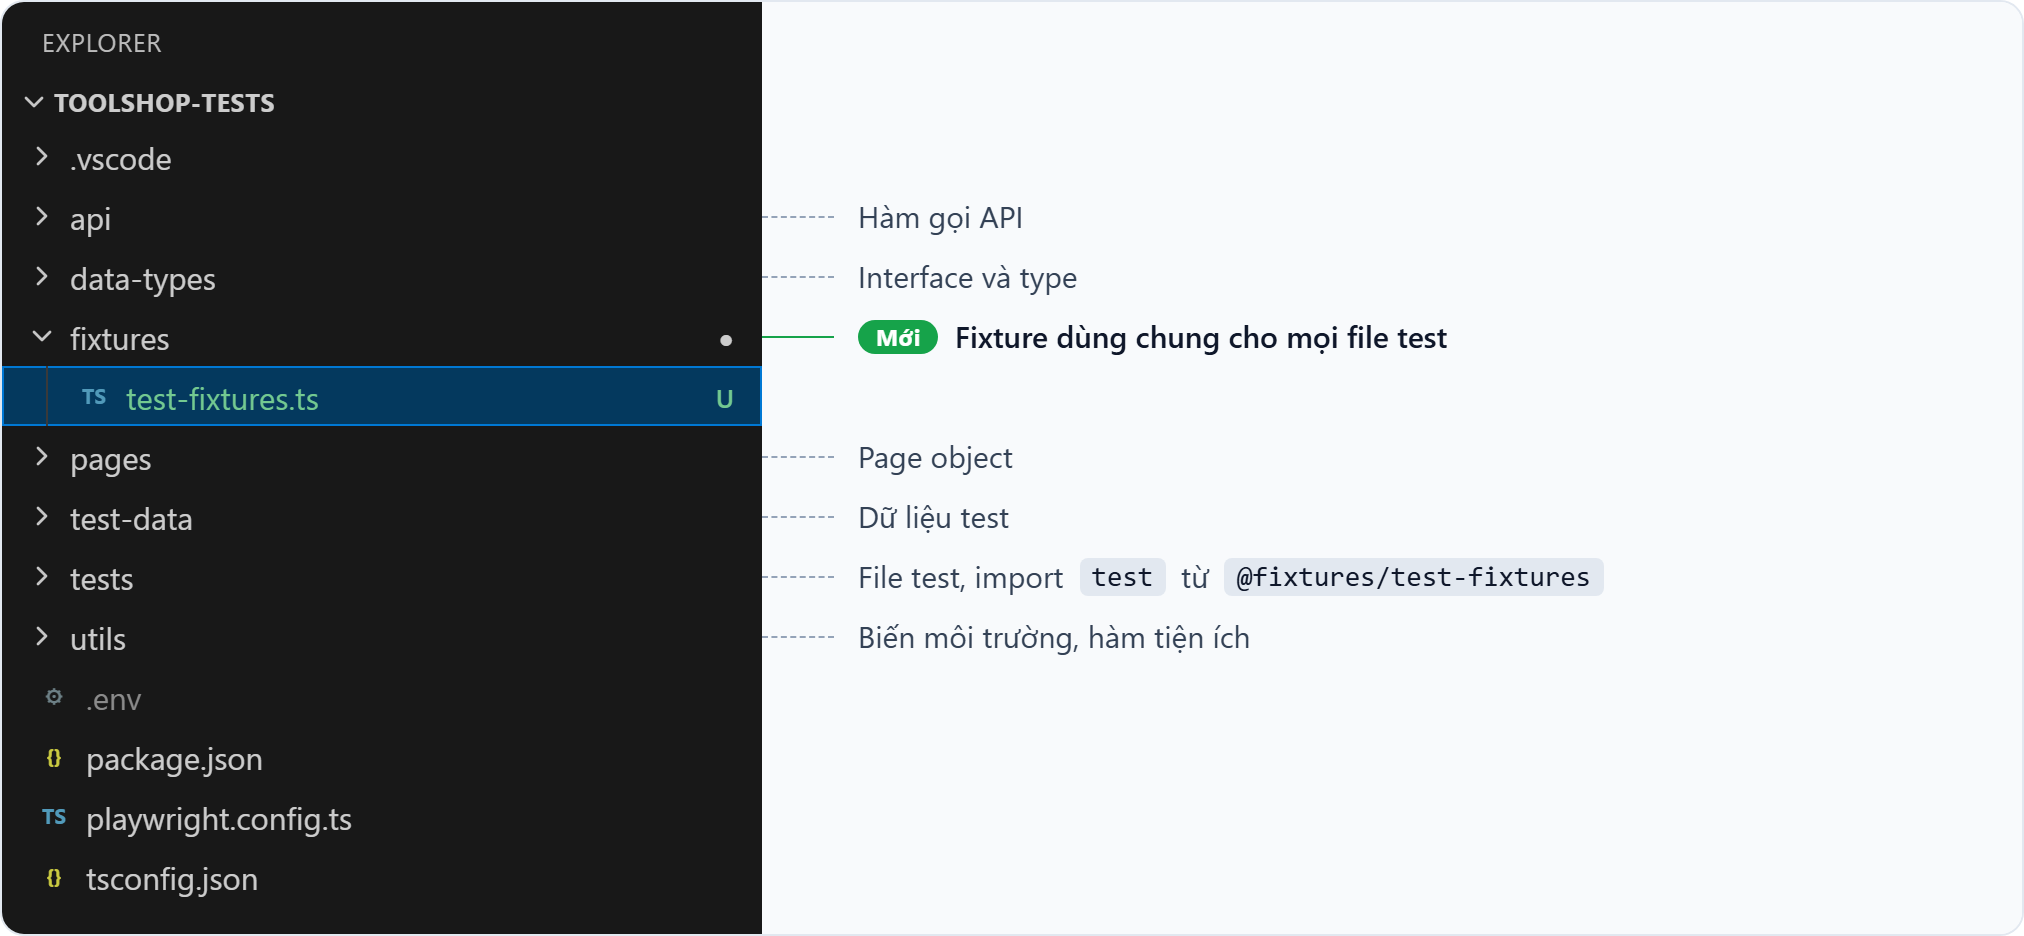 EXPLORER
TOOLSHOP-TESTS
.vscode
api Hàm gọi API
data-types Interface và type
fixtures Mới Fixture dùng chung cho mọi file test
TS test-fixtures.ts U
pages Page object
test-data Dữ liệu test
tests File test, import test từ @fixtures/test-fixtures
utils Biến môi trường, hàm tiện ích
.env
{} package.json
TS playwright.config.ts
{} tsconfig.json